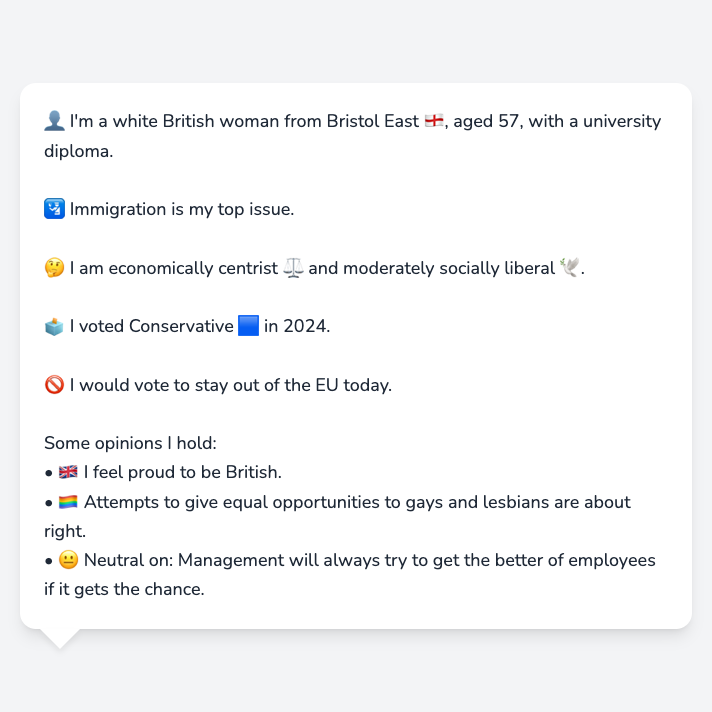 👤 I'm a white British woman from Bristol East 🏴󠁧󠁢󠁥󠁮󠁧󠁿, aged 57, with a university
diploma.
🛂 Immigration is my top issue.
🤔 I am economically centrist ⚖️ and moderately socially liberal 🕊️.
🗳️ I voted Conservative 🟦 in 2024.
🚫 I would vote to stay out of the EU today.
Some opinions I hold:
• 🇬🇧 I feel proud to be British.
• 🏳️‍🌈 Attempts to give equal opportunities to gays and lesbians are about
right.
• 😐 Neutral on: Management will always try to get the better of employees
if it gets the chance.